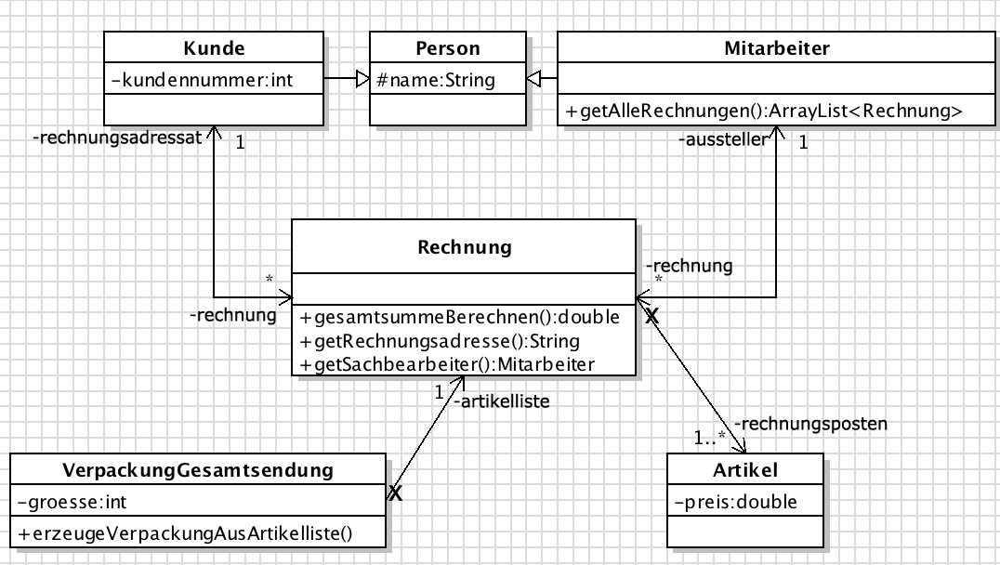 Kunde
-kundennummer:int
Person
#name:String
Mitarbeiter
+getAlleRechnungen():ArrayList<Rechnung>
-rechnungsadressat
1
-aussteller
1
Rechnung
+gesamtsummeBerechnen():double
+getRechnungsadresse():String
+getSachbearbeiter():Mitarbeiter
*
-rechnung
-rechnung
*
X
1
-artikelliste
-rechnungsposten
1..*
VerpackungGesamtsendung
-groesse:int
+erzeugeVerpackungAusArtikelliste()
X
Artikel
-preis:double